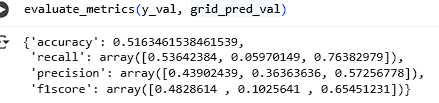 evaluate_metrics(y_val, grid_pred_val)
{'accuracy': 0.5163461538461539,
'recall': array([0.53642384, 0.05970149, 0.76382979]),
'precision': array([0.43902439, 0.36363636, 0.57256778]),
'f1score': array([0.4828614 , 0.1025641 , 0.65451231])}